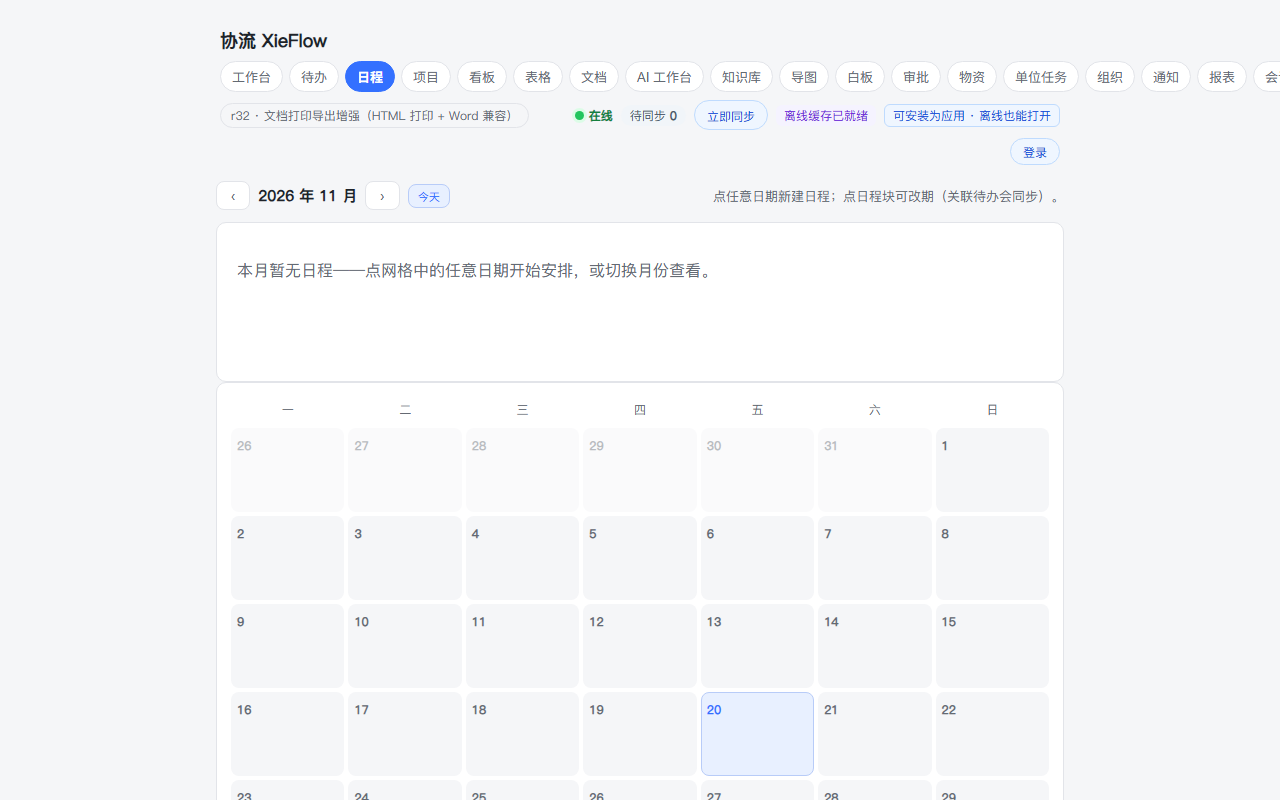 协流 XieFlow
工作台 待办 日程 项目 看板 表格 文档 AI 工作台 知识库 导图 白板 审批 物资 单位任务 组织 通知 报表 会
r32 · 文档打印导出增强（HTML 打印 + Word 兼容） 在线 待同步 0 立即同步 离线缓存已就绪 可安装为应用 · 离线也能打开
登录
‹ 2026 年 11 月 › 今天 点任意日期新建日程；点日程块可改期（关联待办会同步）。
本月暂无日程——点网格中的任意日期开始安排，或切换月份查看。
一 二 三 四 五 六 日
26 27 28 29 30 31 1
2 3 4 5 6 7 8
9 10 11 12 13 14 15
16 17 18 19 20 21 22
23 24 25 26 27 28 29